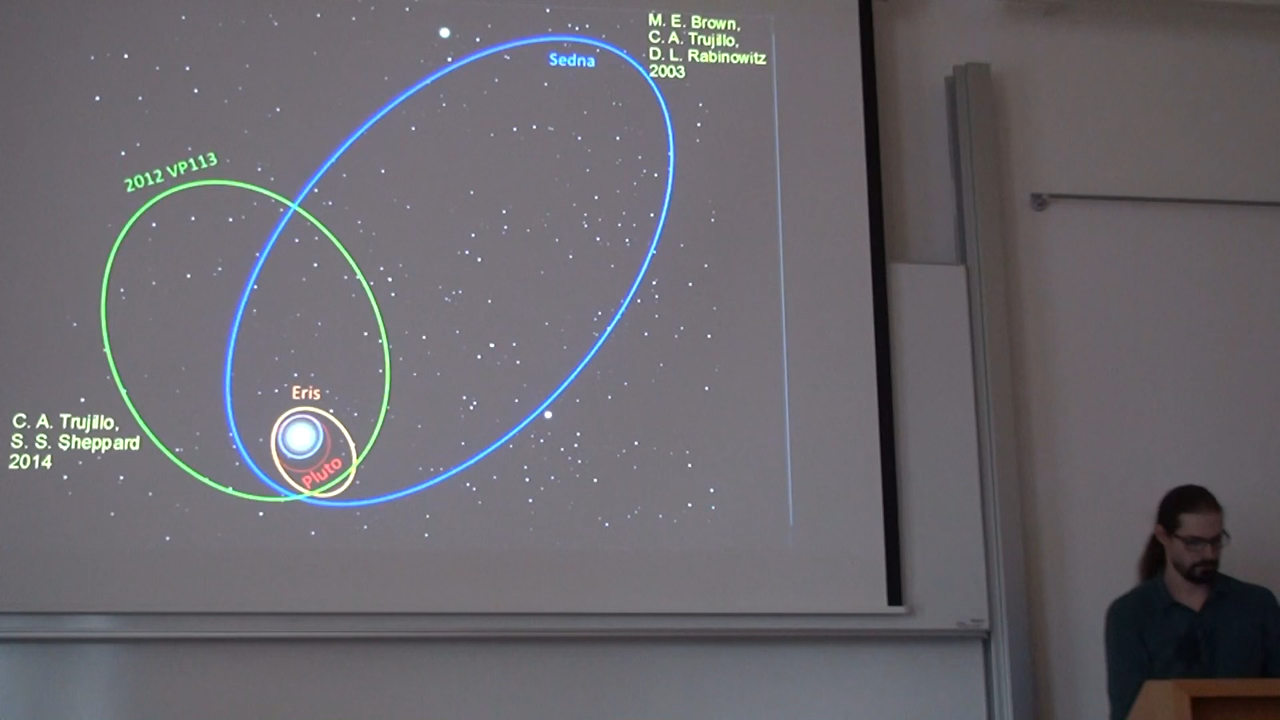 M. E. Brown,
C. A. Trujillo,
D. L. Rabinowitz
2003
Sedna
2012 VP113
Eris
Pluto
C. A. Trujillo,
S. S. Sheppard
2014